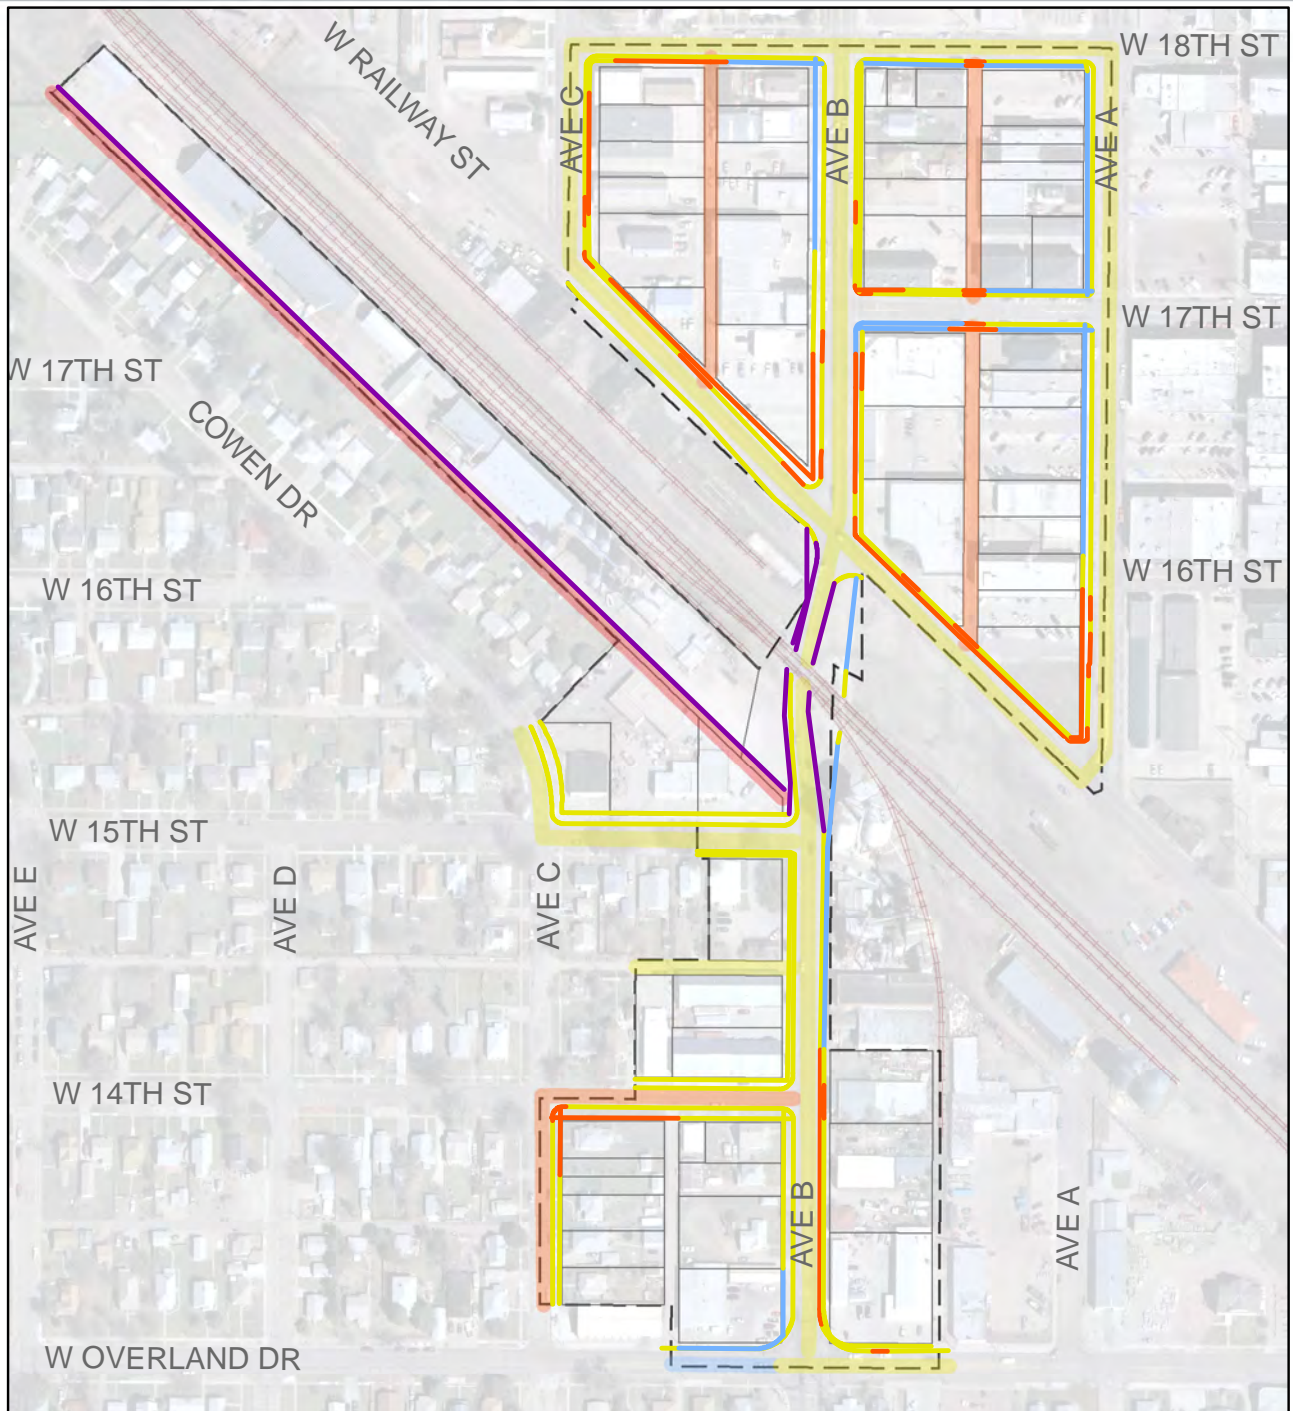 W 18TH ST
W RAILWAY ST
AVE C
AVE B
AVE A
W 17TH ST
W 17TH ST
COWEN DR
W 16TH ST
W 16TH ST
W 15TH ST
AVE E
AVE D
AVE C
W 14TH ST
AVE B
AVE A
W OVERLAND DR